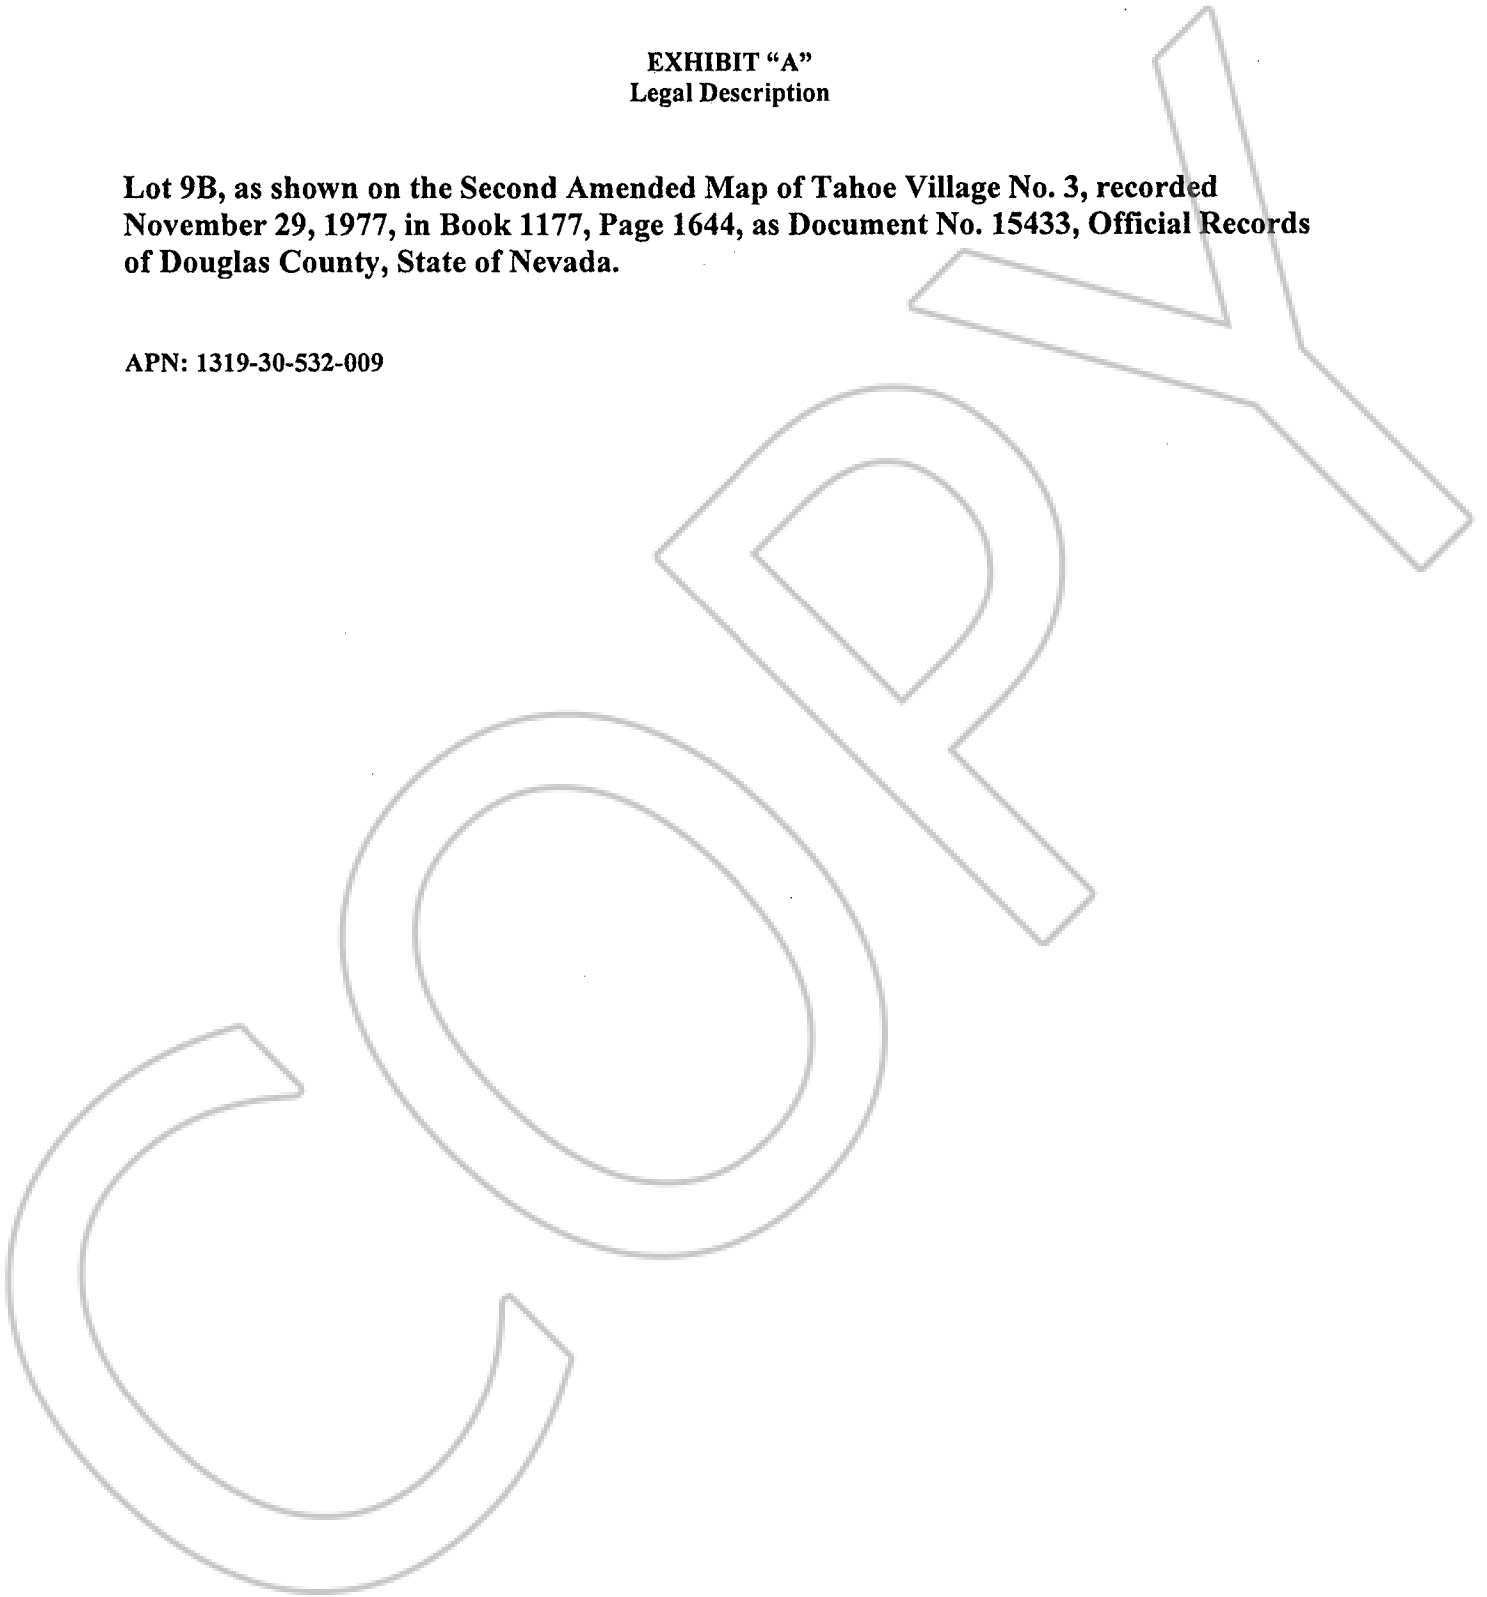 EXHIBIT “A”
Legal Description
Lot 9B, as shown on the Second Amended Map of Tahoe Village No. 3, recorded
November 29, 1977, in Book 1177, Page 1644, as Document No. 15433, Official Records
of Douglas County, State of Nevada.
APN: 1319-30-532-009
COPY